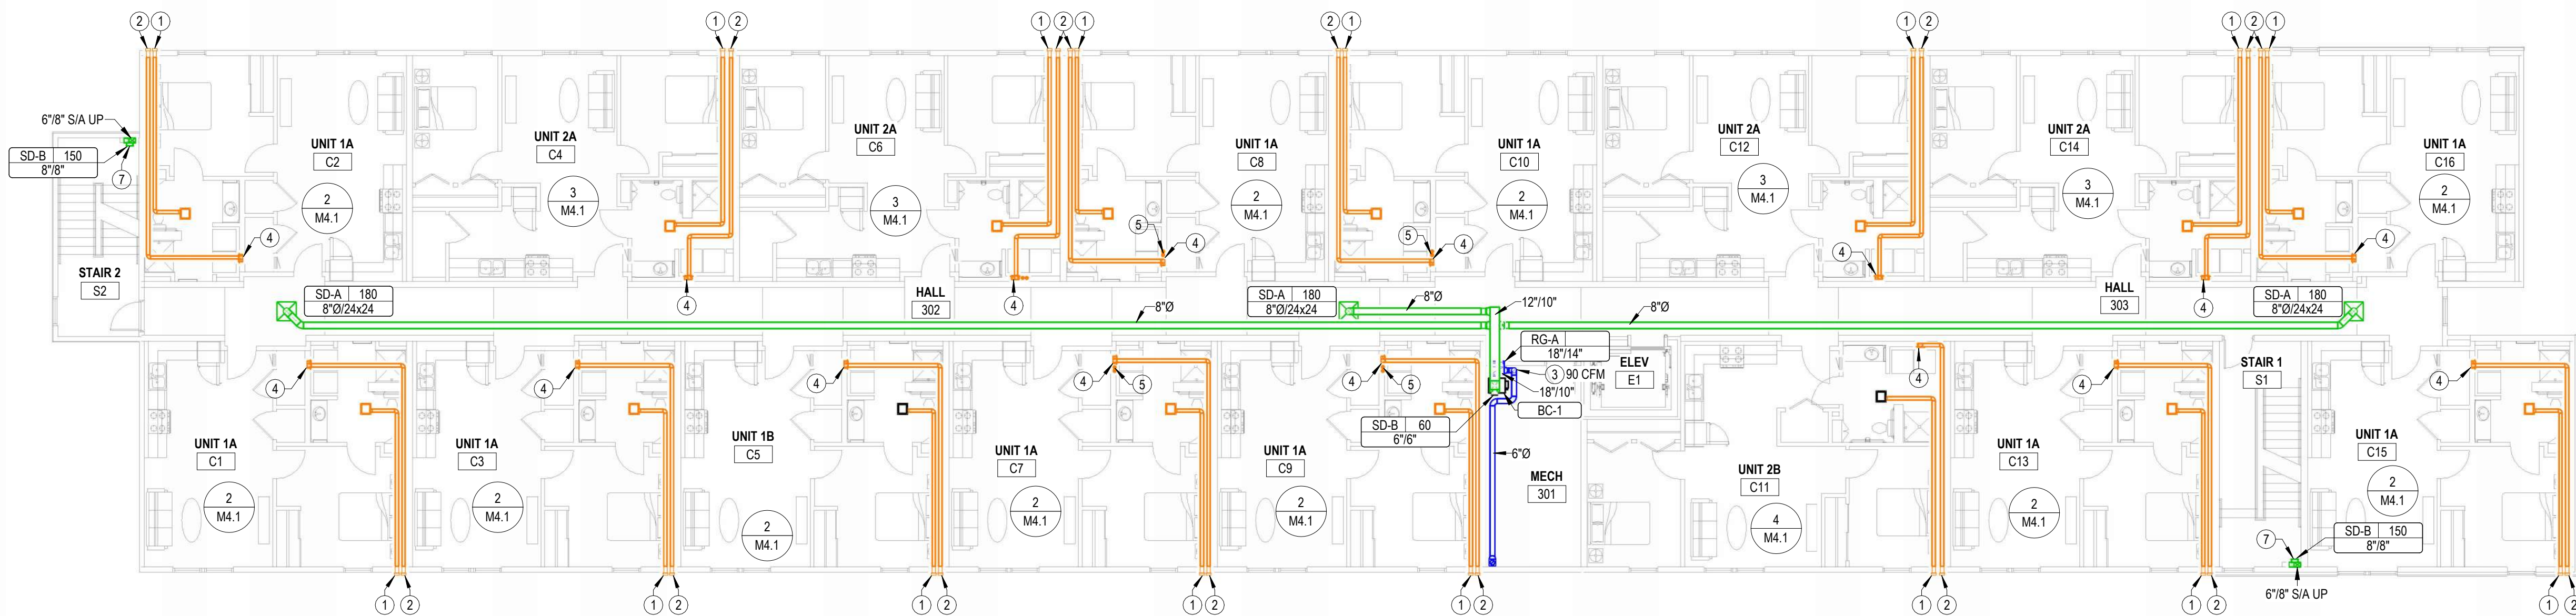 2 1 1 2 1 2 1 2 1 1 2 1 2 1
6"/8" S/A UP
SD-B 150
8"/8"
7
UNIT 1A
C2
2
M4.1
UNIT 2A
C4
3
M4.1
UNIT 2A
C6
3
M4.1
UNIT 1A
C8
2
M4.1
UNIT 1A
C10
2
M4.1
UNIT 2A
C12
3
M4.1
UNIT 2A
C14
3
M4.1
UNIT 1A
C16
2
M4.1
4
4
4
5
4
5
4
4
4
4
STAIR 2
S2
SD-A 180
8"Ø/24x24
HALL
302
8"Ø
SD-A 180
8"Ø/24x24
8"Ø
12"/10"
8"Ø
HALL
303
SD-A 180
8"Ø/24x24
RG-A
18"/14"
3 90 CFM
18"/10"
BC-1
SD-B 60
6"/6"
6"Ø
ELEV
E1
MECH
301
STAIR 1
S1
4
4
4
4
5
4
5
4
4
4
UNIT 1A
C1
2
M4.1
UNIT 1A
C3
2
M4.1
UNIT 1B
C5
2
M4.1
UNIT 1A
C7
2
M4.1
UNIT 1A
C9
2
M4.1
UNIT 2B
C11
4
M4.1
UNIT 1A
C13
2
M4.1
UNIT 1A
C15
2
M4.1
SD-B 150
8"/8"
7
6"/8" S/A UP
1 2 1 2 1 2 1 2 1 2 1 2 1 2 1 2